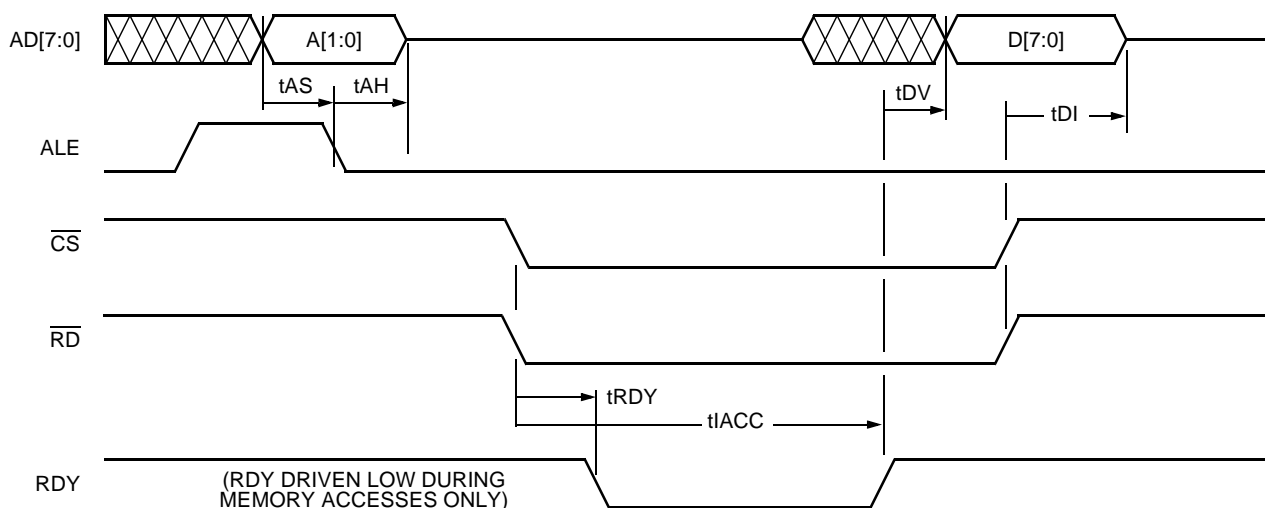 AD[7:0]
A[1:0]
D[7:0]
tAS
tAH
tDV
tDI
ALE
CS
RD
tRDY
tIACC
RDY
(RDY DRIVEN LOW DURING
MEMORY ACCESSES ONLY)